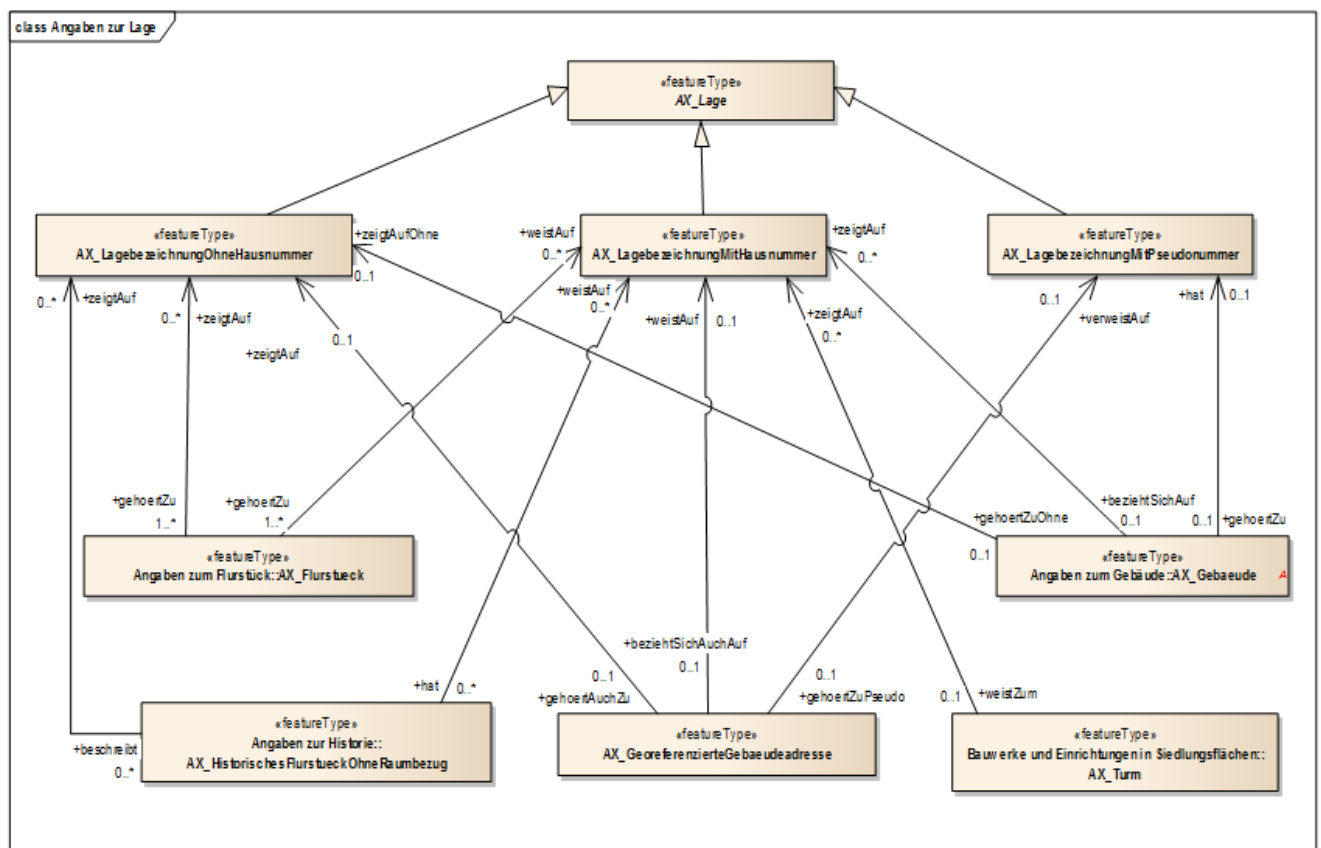 class Angaben zur Lage
«featureType»
AX_Lage
«featureType»
AX_LagebezeichnungOhneHausnummer
«featureType»
AX_LagebezeichnungMitHausnummer
«featureType»
AX_LagebezeichnungMitPseudonummer
+zeigtAufOhne
0..1
+weistAuf
0..*
+zeigtAuf
0..*
0..*
+zeigtAuf
0..*
+zeigtAuf
+zeigtAuf
0..1
+weistAuf
0..*
+weistAuf
0..1
+zeigtAuf
0..*
0..1
+verweistAuf
+hat
0..1
+gehoertZu
1..*
+gehoertZu
1..*
+gehoertZuOhne
0..1
+beziehtSichAuf
0..1
0..1
+gehoertZu
«featureType»
Angaben zum Flurstück::AX_Flurstueck
«featureType»
Angaben zum Gebäude::AX_Gebaeude
A
+beziehtSichAuchAuf
0..1
+hat
0..*
0..1
+gehoertAuchZu
0..1
+gehoertZuPseudo
0..1
+weistZum
+beschreibt
0..*
«featureType»
Angaben zur Historie::
AX_HistorischesFlurstueckOhneRaumbezug
«featureType»
AX_GeoreferenzierteGebaeudeadresse
«featureType»
Bauwerke und Einrichtungen in Siedlungsflächen::
AX_Turm